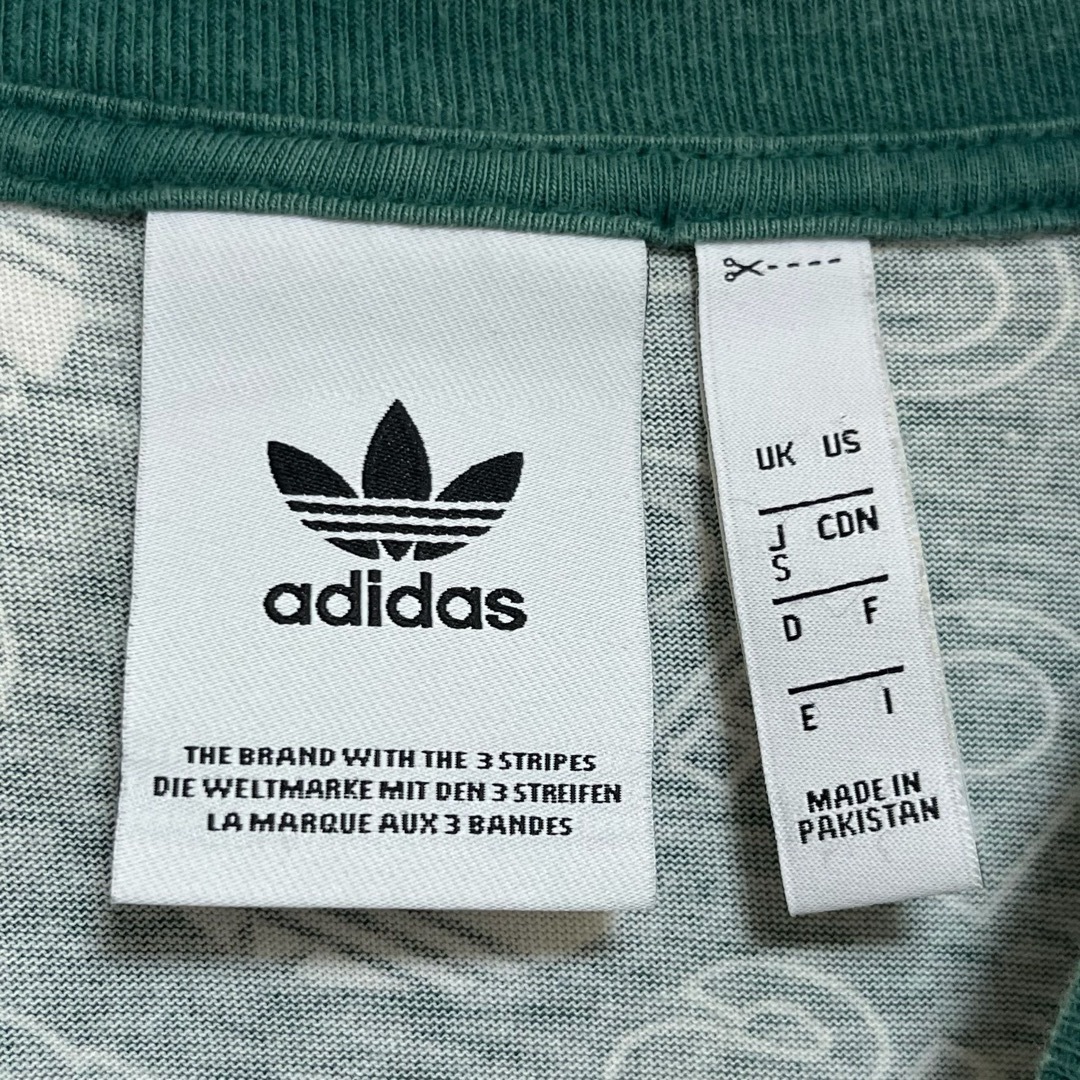 adidas
THE BRAND WITH THE 3 STRIPES
DIE WELTMARKE MIT DEN 3 STREIFEN
LA MARQUE AUX 3 BANDES
UK US
J CDN
S
D F
E I
MADE IN
PAKISTAN